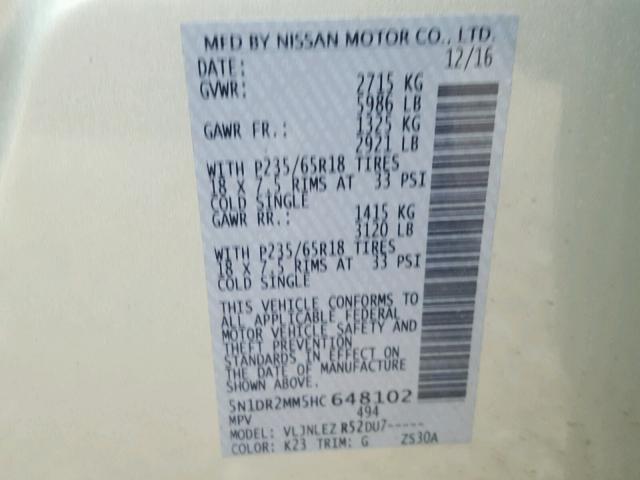 MFD BY NISSAN MOTOR CO., LTD.
DATE: 12/16
GVWR: 2715 KG
5986 LB
GAWR FR.: 1325 KG
2921 LB
WITH P235/65R18 TIRES
18 X 7.5 RIMS AT 33 PSI
COLD SINGLE
GAWR RR.: 1415 KG
3120 LB
WITH P235/65R18 TIRES
18 X 7.5 RIMS AT 33 PSI
COLD SINGLE
THIS VEHICLE CONFORMS TO
ALL APPLICABLE FEDERAL
MOTOR VEHICLE SAFETY AND
THEFT PREVENTION
STANDARDS IN EFFECT ON
THE DATE OF MANUFACTURE
SHOWN ABOVE.
5N1DR2MM5HC 648102
MPV 494
MODEL: VLJNLEZ R52DU7-----
COLOR: K23 TRIM: G ZS30A